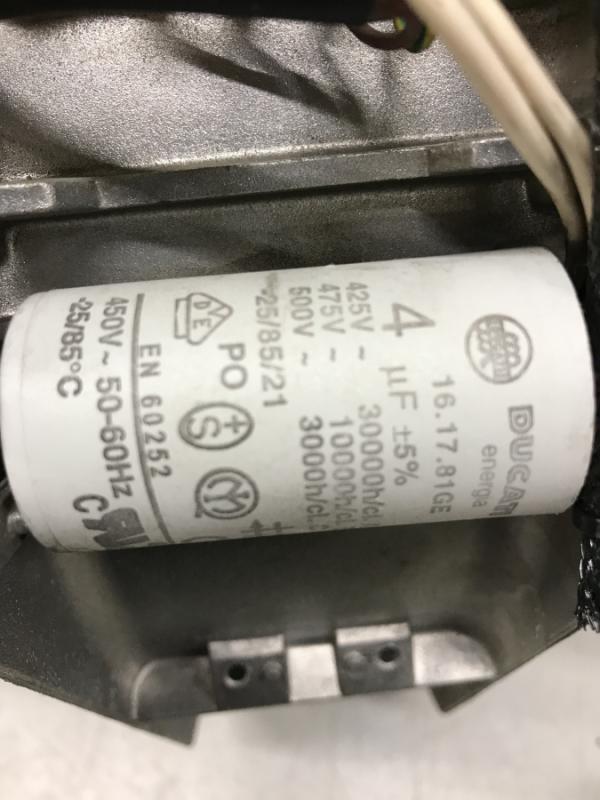 DUCATI
energia
16.17.81GE
4 µF ±5%
425V ~ 30000h/cl.
475V ~ 10000h/cl.
500V ~ 3000h/cl.
-25/85/21
PO
EN 60252
450V~ 50-60Hz
-25/85°C